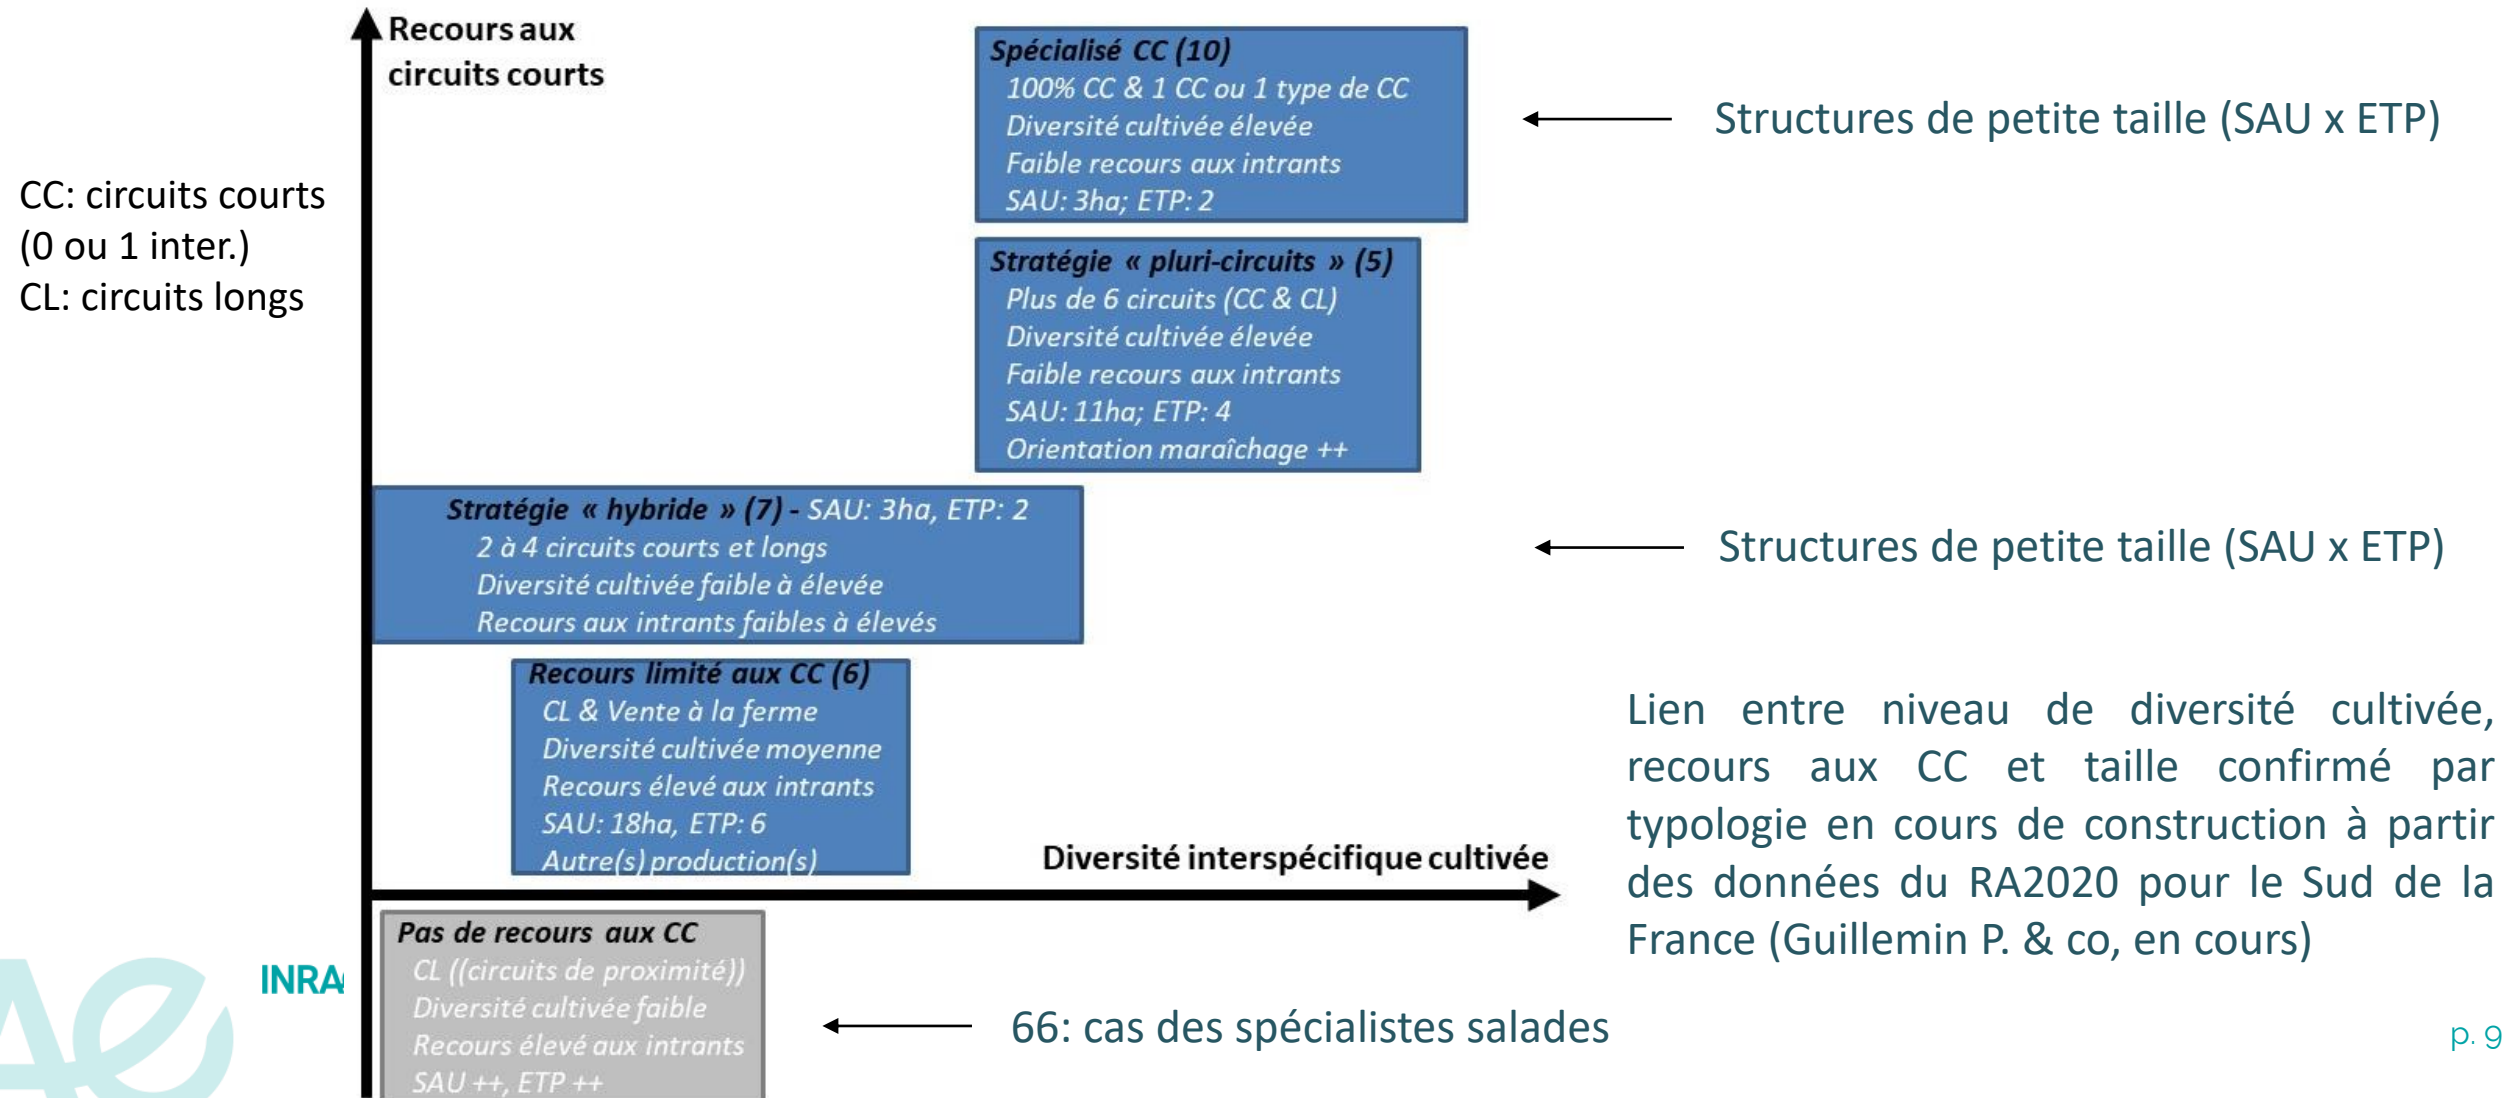 Recours aux
circuits courts
CC: circuits courts
(0 ou 1 inter.)
CL: circuits longs
Spécialisé CC (10)
100% CC & 1 CC ou 1 type de CC
Diversité cultivée élevée
Faible recours aux intrants
SAU: 3ha; ETP: 2
Structures de petite taille (SAU x ETP)
Stratégie « pluri-circuits » (5)
Plus de 6 circuits (CC & CL)
Diversité cultivée élevée
Faible recours aux intrants
SAU: 11ha; ETP: 4
Orientation maraîchage ++
Stratégie « hybride » (7) - SAU: 3ha, ETP: 2
2 à 4 circuits courts et longs
Diversité cultivée faible à élevée
Recours aux intrants faibles à élevés
Structures de petite taille (SAU x ETP)
Recours limité aux CC (6)
CL & Vente à la ferme
Diversité cultivée moyenne
Recours élevé aux intrants
SAU: 18ha, ETP: 6
Autre(s) production(s)
Diversité interspécifique cultivée
Lien entre niveau de diversité cultivée,
recours aux CC et taille confirmé par
typologie en cours de construction à partir
des données du RA2020 pour le Sud de la
France (Guillemin P. & co, en cours)
Pas de recours aux CC
CL ((circuits de proximité))
Diversité cultivée faible
Recours élevé aux intrants
SAU ++, ETP ++
66: cas des spécialistes salades
INRA
p. 9